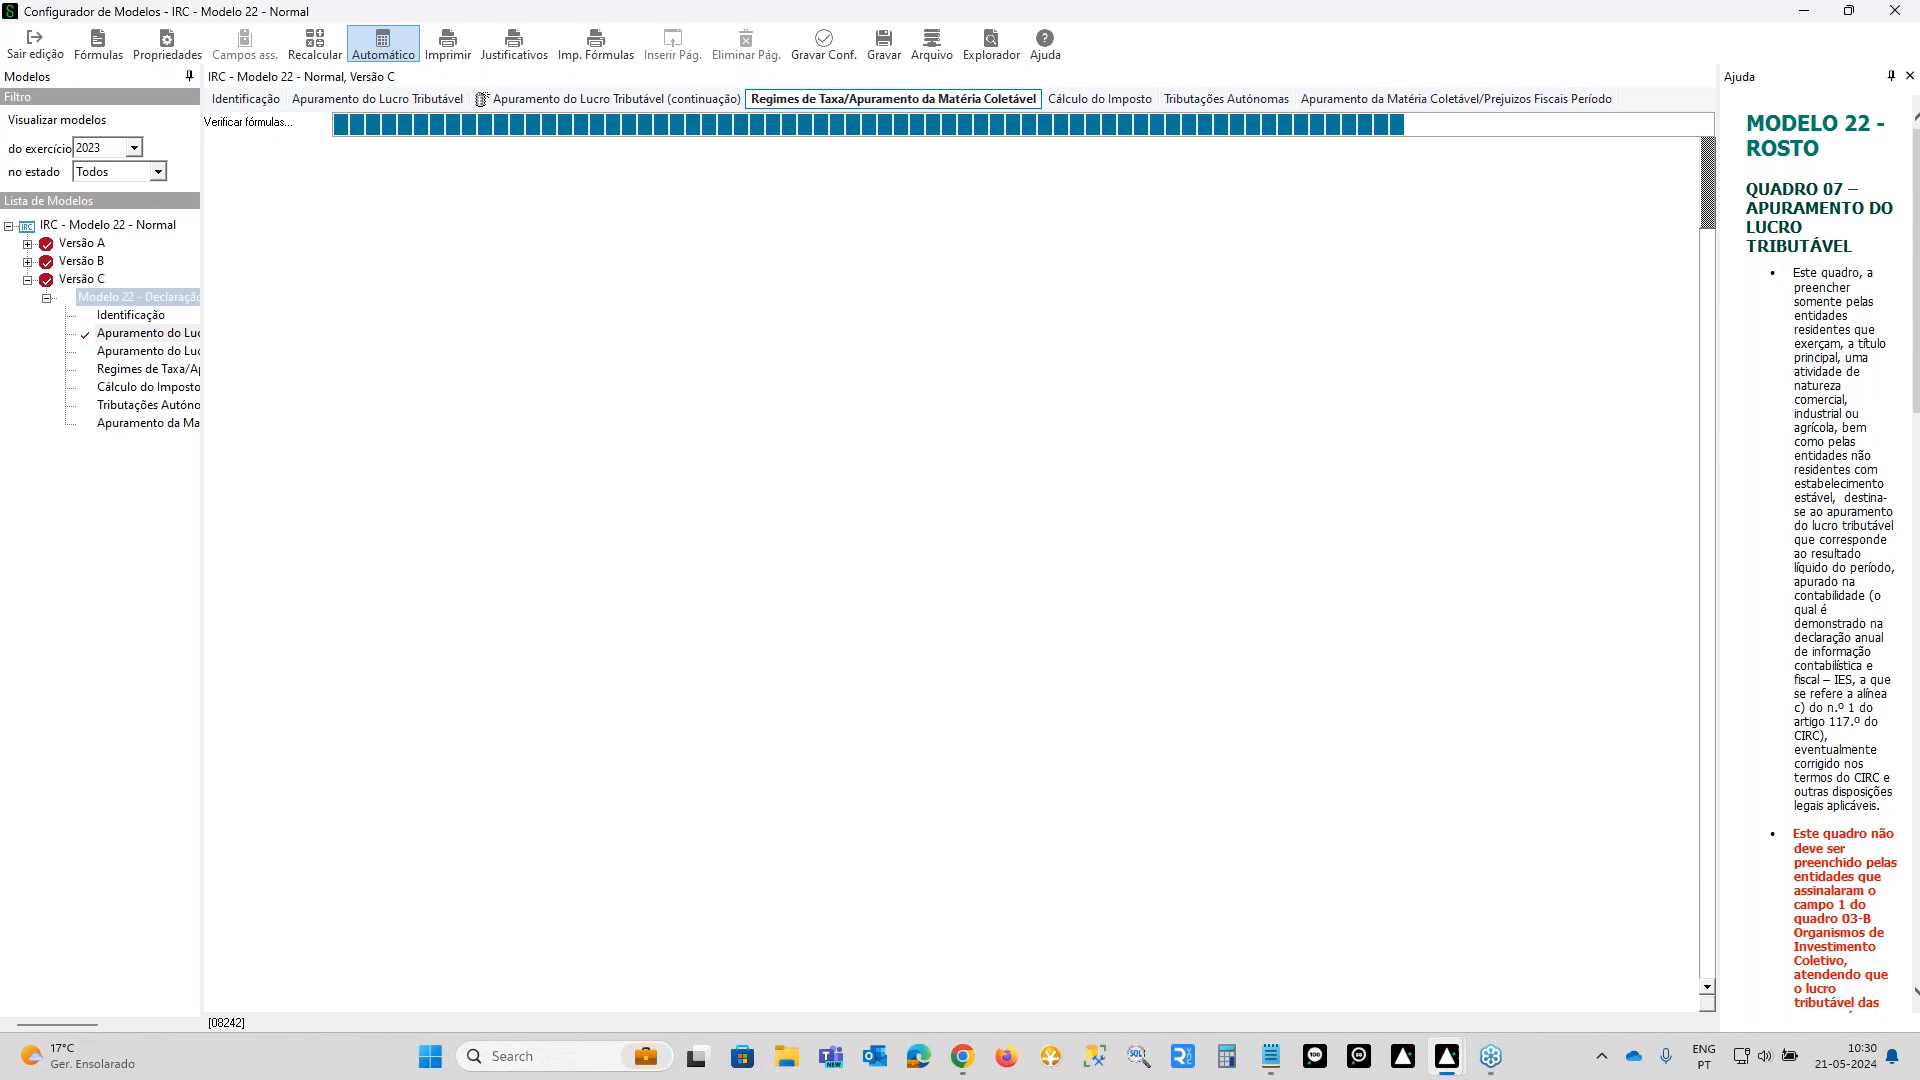 Configurador de Modelos - IRC - Modelo 22 - Normal
Sair edição Fórmulas Propriedades Campos ass. Recalcular Automático Imprimir Justificativos Imp. Fórmulas Inserir Pág. Eliminar Pág. Gravar Conf. Gravar Arquivo Explorador Ajuda
Modelos
IRC - Modelo 22 - Normal, Versão C
Ajuda
Filtro
Identificação Apuramento do Lucro Tributável Apuramento do Lucro Tributável (continuação) Regimes de Taxa/Apuramento da Matéria Coletável Cálculo do Imposto Tributações Autónomas Apuramento da Matéria Coletável/Prejuizos Fiscais Período
Verificar fórmulas...
Visualizar modelos
do exercício 2023
no estado Todos
Lista de Modelos
IRC - Modelo 22 - Normal
Versão A
Versão B
Versão C
Modelo 22 - Declaração
Identificação
Apuramento do Luc
Apuramento do Luc
Regimes de Taxa/Ap
Cálculo do Imposto
Tributações Autóno
Apuramento da Ma
MODELO 22 -
ROSTO
QUADRO 07 –
APURAMENTO DO
LUCRO
TRIBUTÁVEL
• Este quadro, a
preencher
somente pelas
entidades
residentes que
exerçam, a título
principal, uma
atividade de
natureza
comercial,
industrial ou
agrícola, bem
como pelas
entidades não
residentes com
estabelecimento
estável, destina-
se ao apuramento
do lucro tributável
que corresponde
ao resultado
líquido do período,
apurado na
contabilidade (o
qual é
demonstrado na
declaração anual
de informação
contabilística e
fiscal – IES, a que
se refere a alínea
c) do n.º 1 do
artigo 117.º do
CIRC),
eventualmente
corrigido nos
termos do CIRC e
outras disposições
legais aplicáveis.
• Este quadro não
deve ser
preenchido pelas
entidades que
assinalaram o
campo 1 do
quadro 03-B
Organismos de
Investimento
Coletivo,
atendendo que
o lucro
tributável das
[08242]
17°C
Ger. Ensolarado
Search
ENG
PT
10:30
21-05-2024